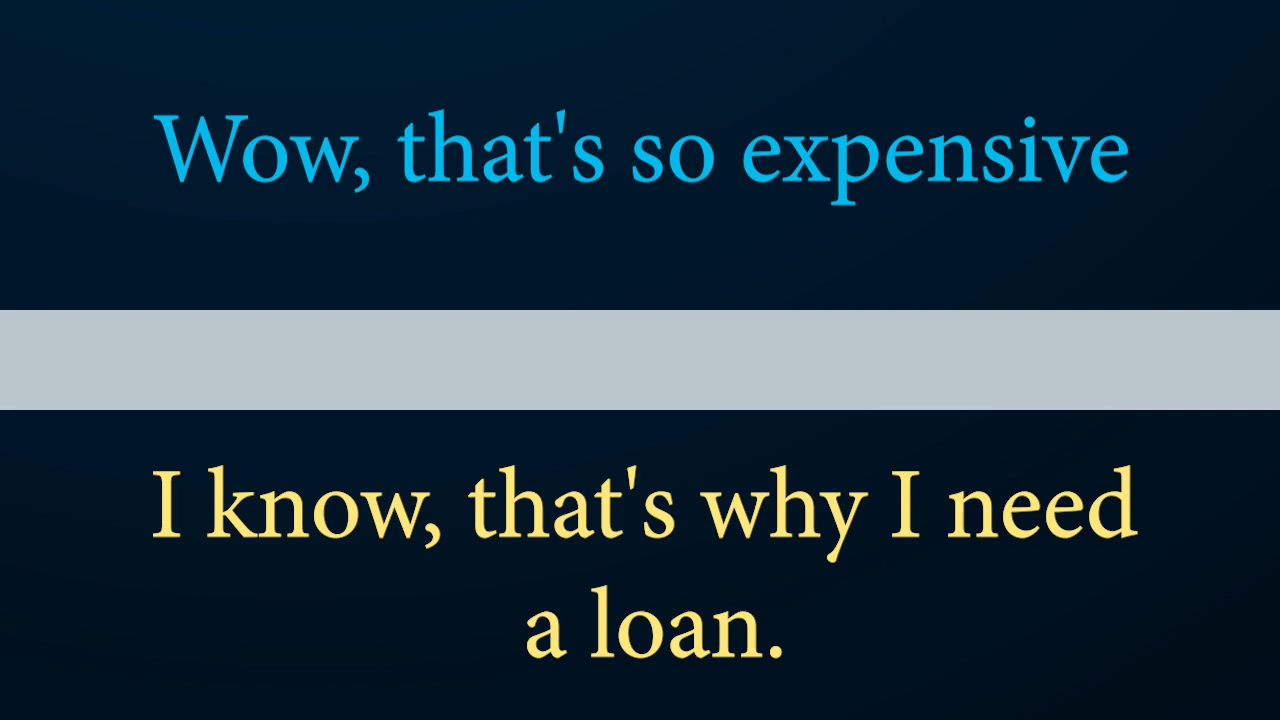 Wow, that's so expensive
I know, that's why I need
a loan.